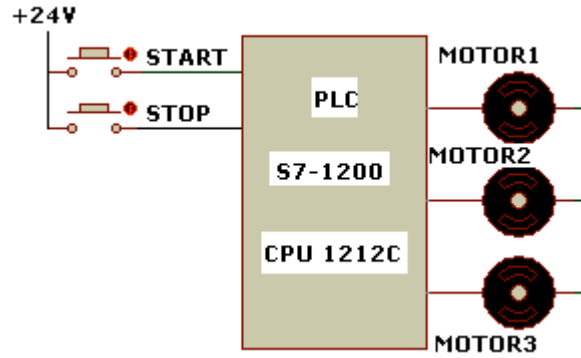 +24V
START
STOP
PLC
S7-1200
CPU 1212C
MOTOR1
MOTOR2
MOTOR3